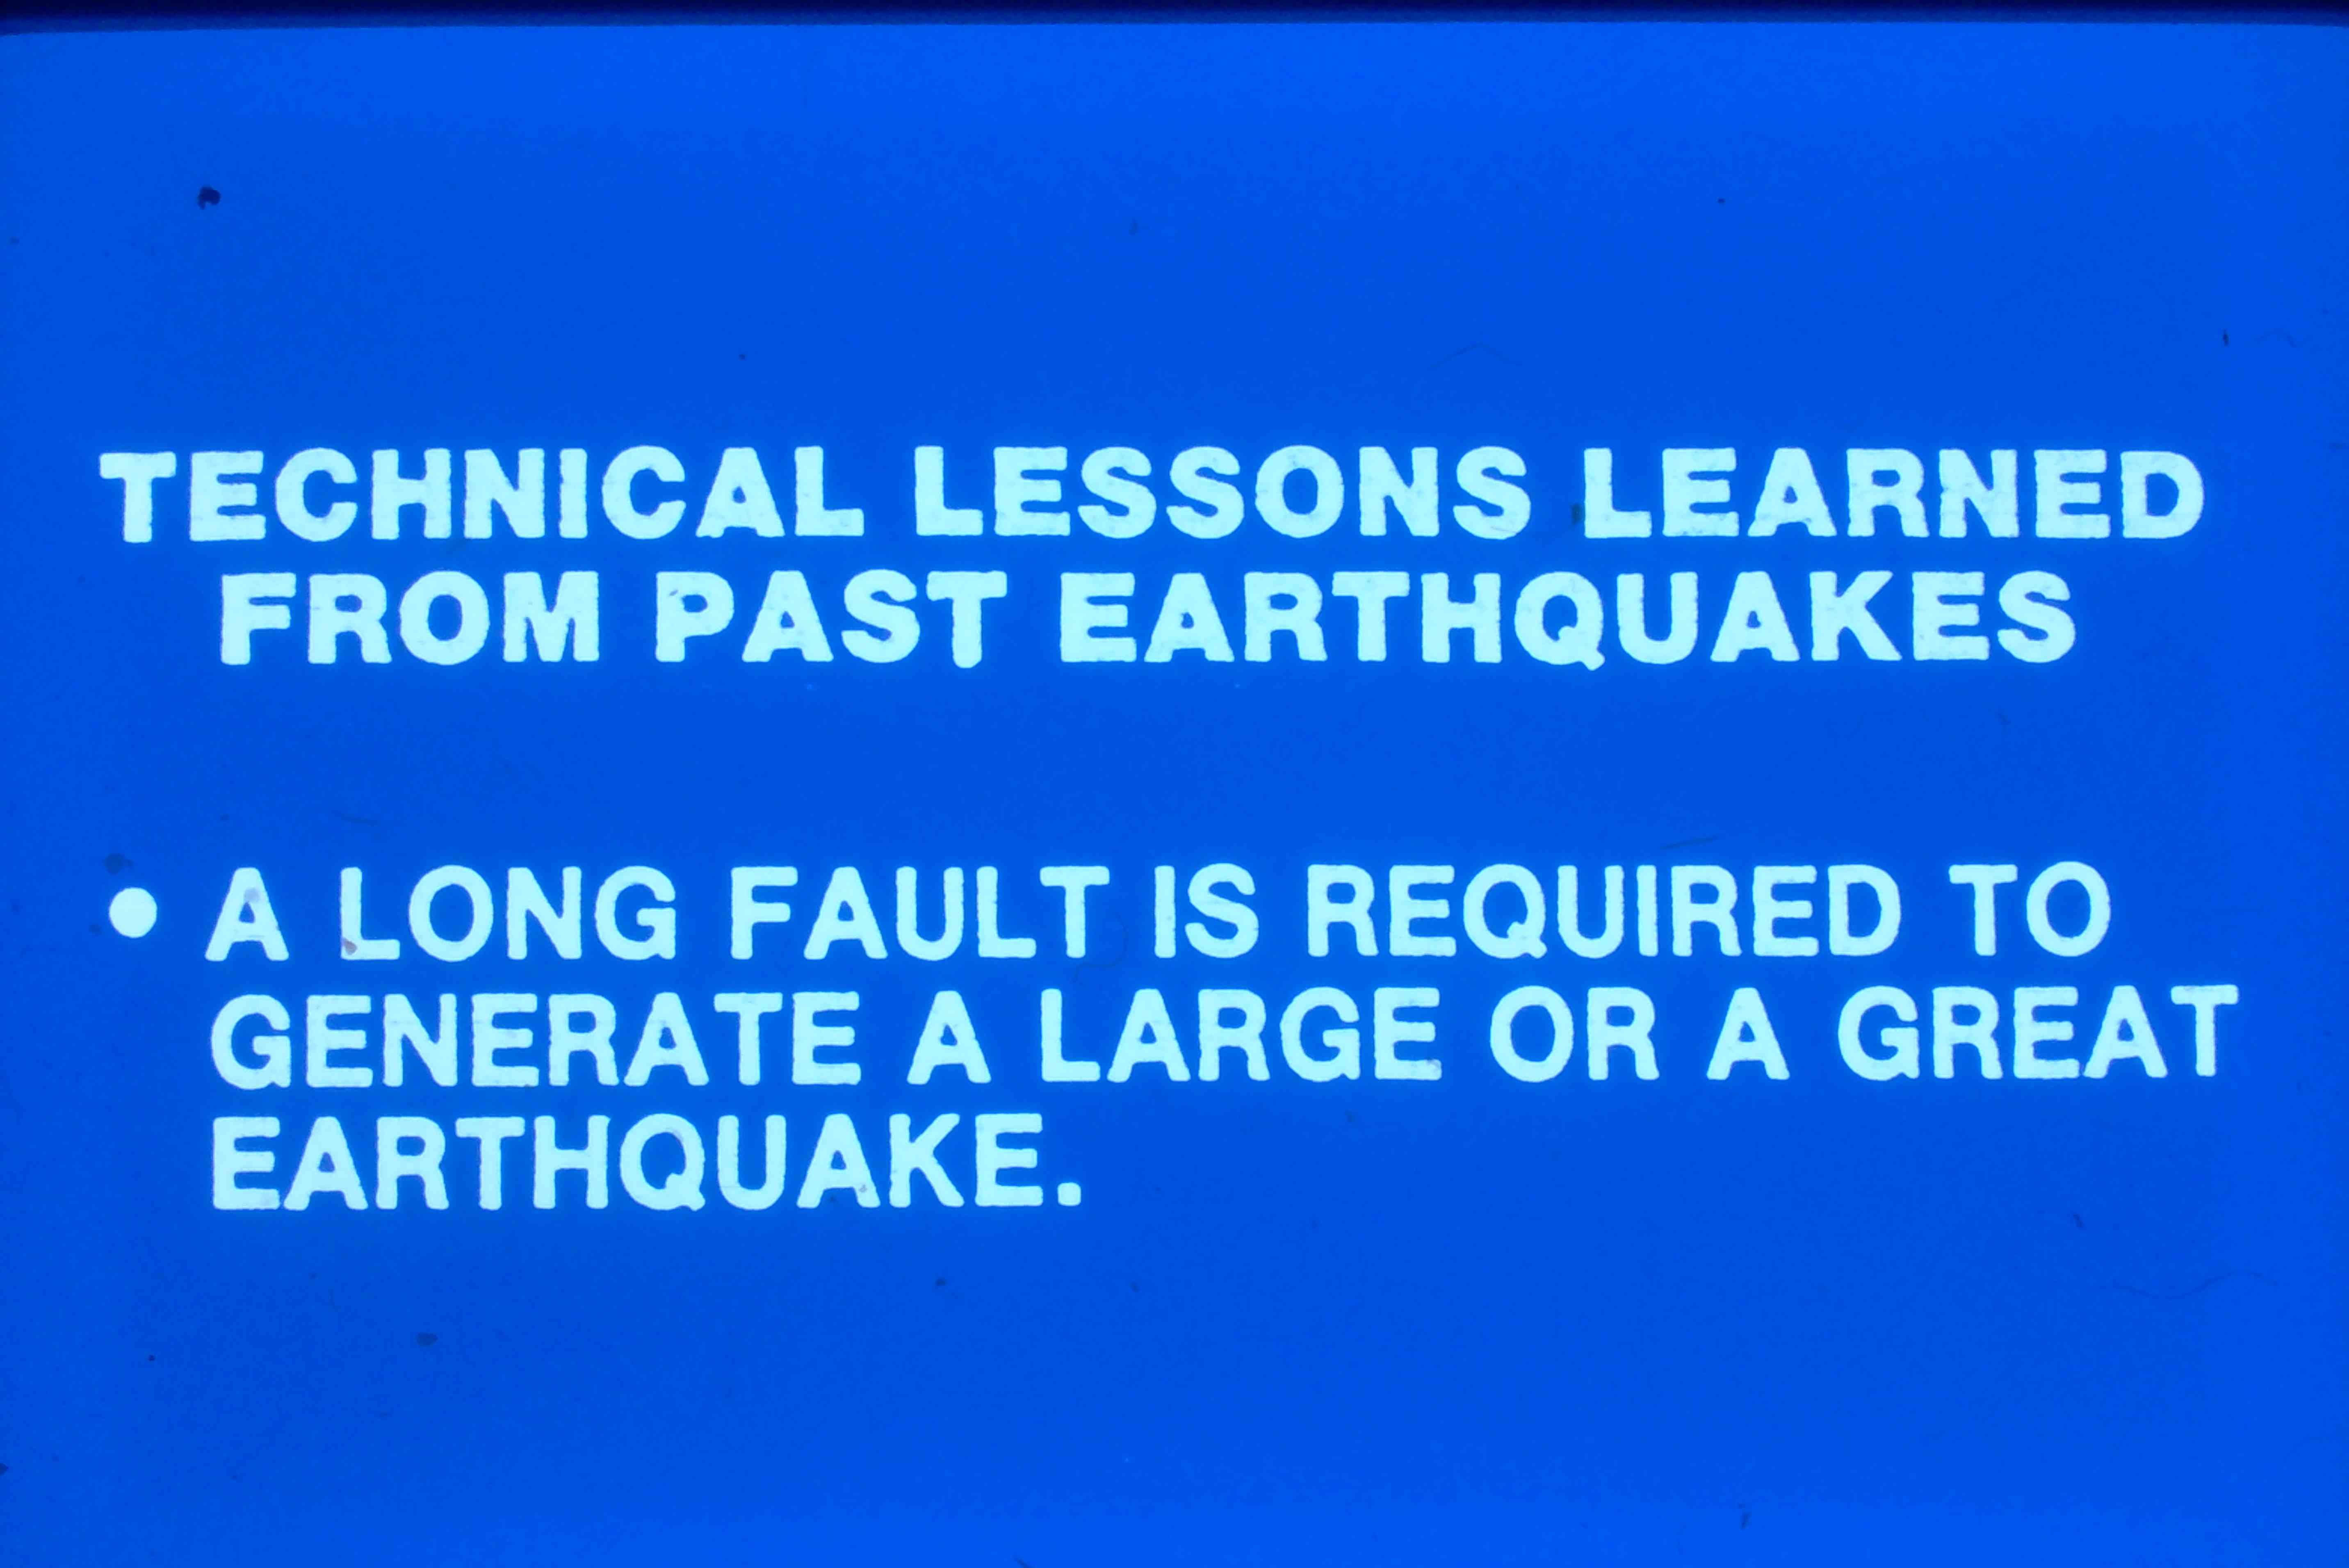 TECHNICAL LESSONS LEARNED
FROM PAST EARTHQUAKES
• A LONG FAULT IS REQUIRED TO
GENERATE A LARGE OR A GREAT
EARTHQUAKE.